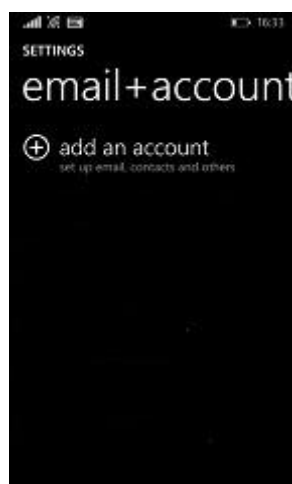 16:33
SETTINGS
email+account
add an account
set up email, contacts and others